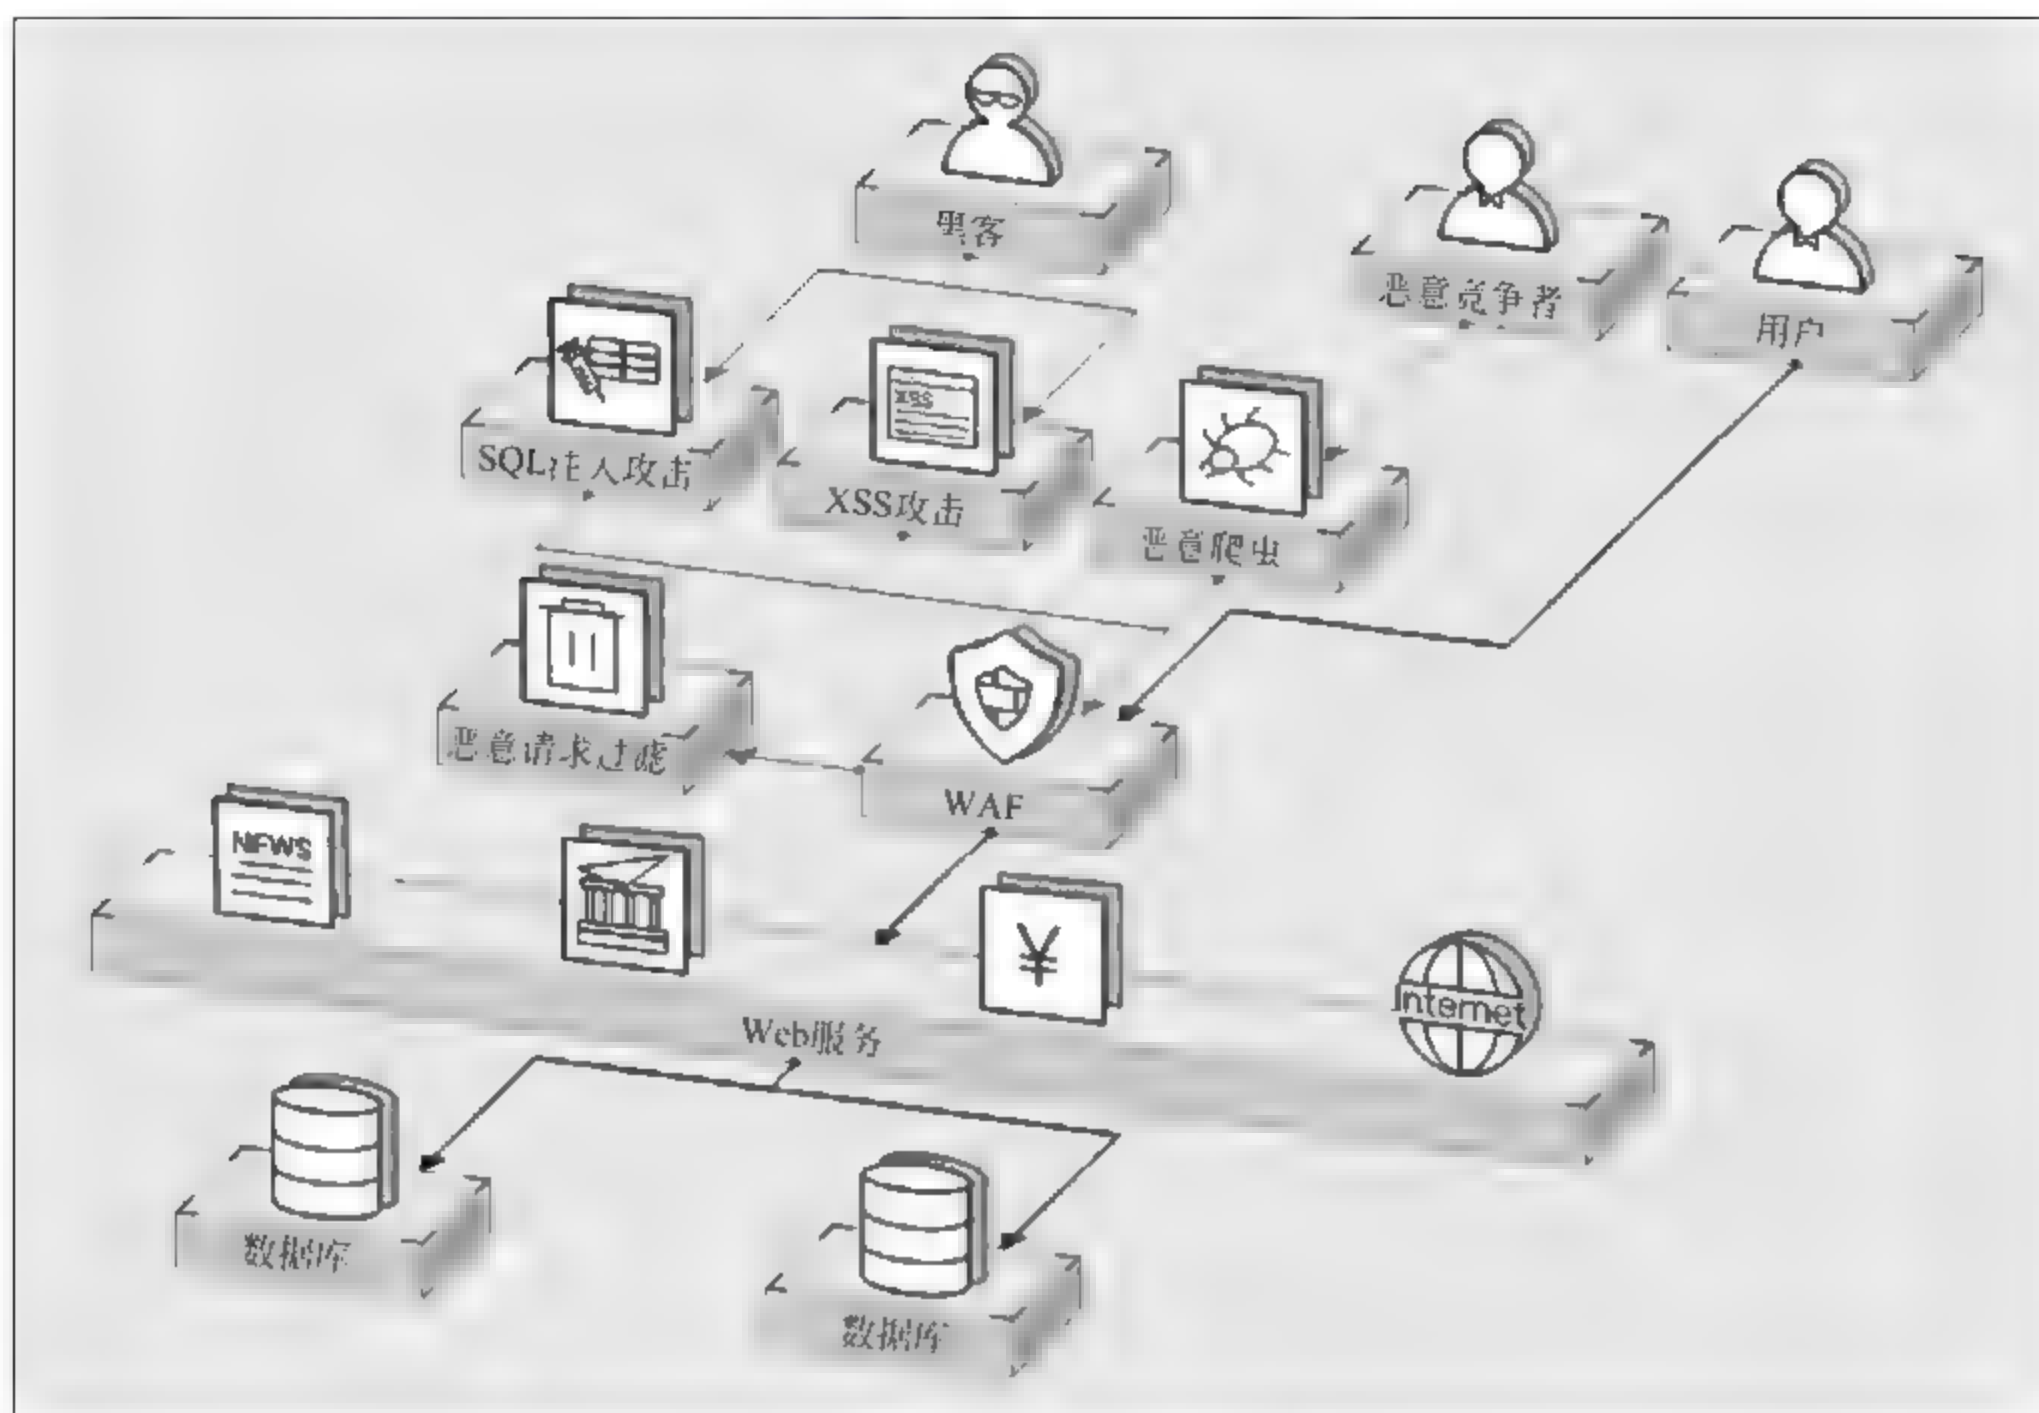 黑客
恶意竞争者
用户
XSS
SQL注入攻击
XSS攻击
恶意爬虫
恶意请求过滤
WAF
NEWS
¥
Internet
Web服务
数据库
数据库